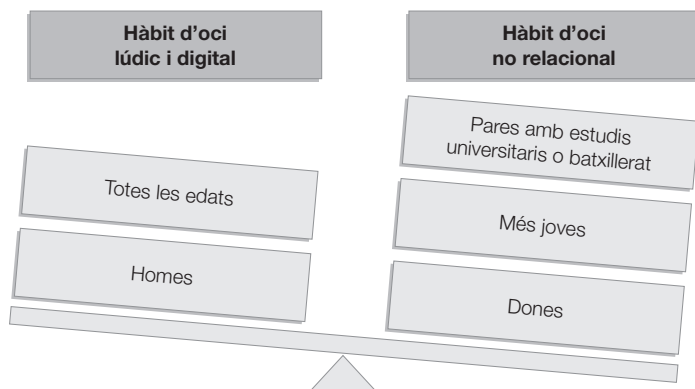 Hàbit d’oci
lúdic i digital
Hàbit d’oci
no relacional
Totes les edats
Homes
Pares amb estudis
universitaris o batxillerat
Més joves
Dones